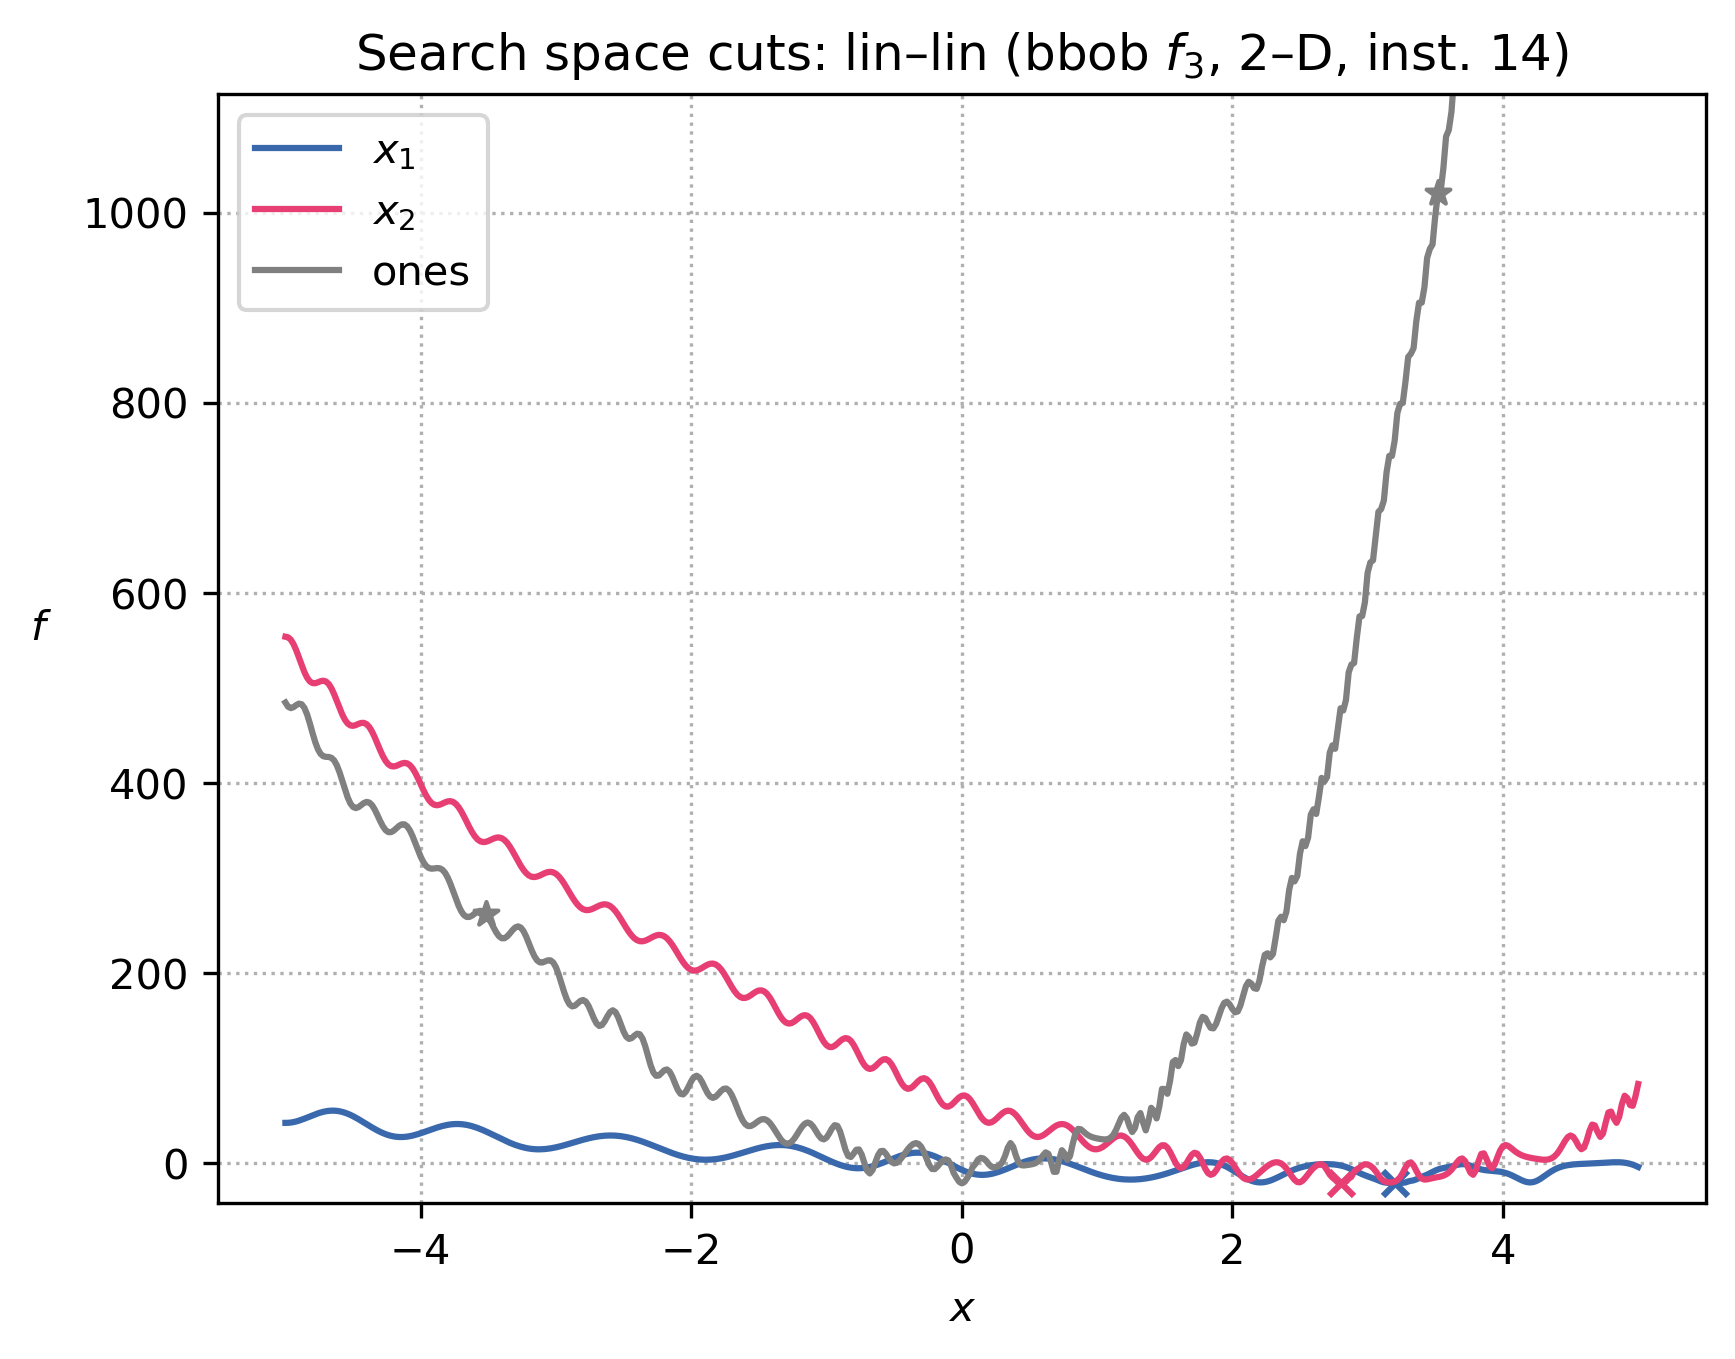 Search space cuts: lin–lin (bbob f₃, 2–D, inst. 14)
x₁
x₂
ones
1000
800
600
400
200
0
f
−4
−2
0
2
4
x